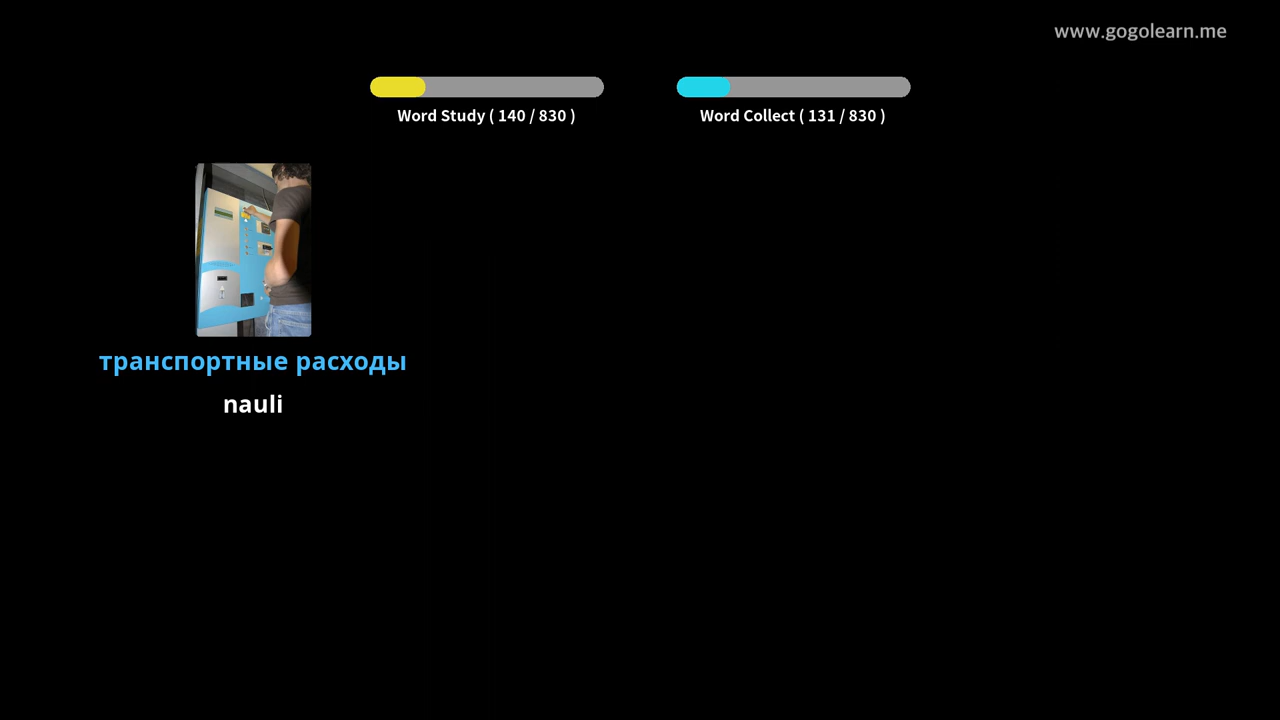 www.gogolearn.me
Word Study ( 140 / 830 )
Word Collect ( 131 / 830 )
транспортные расходы
nauli